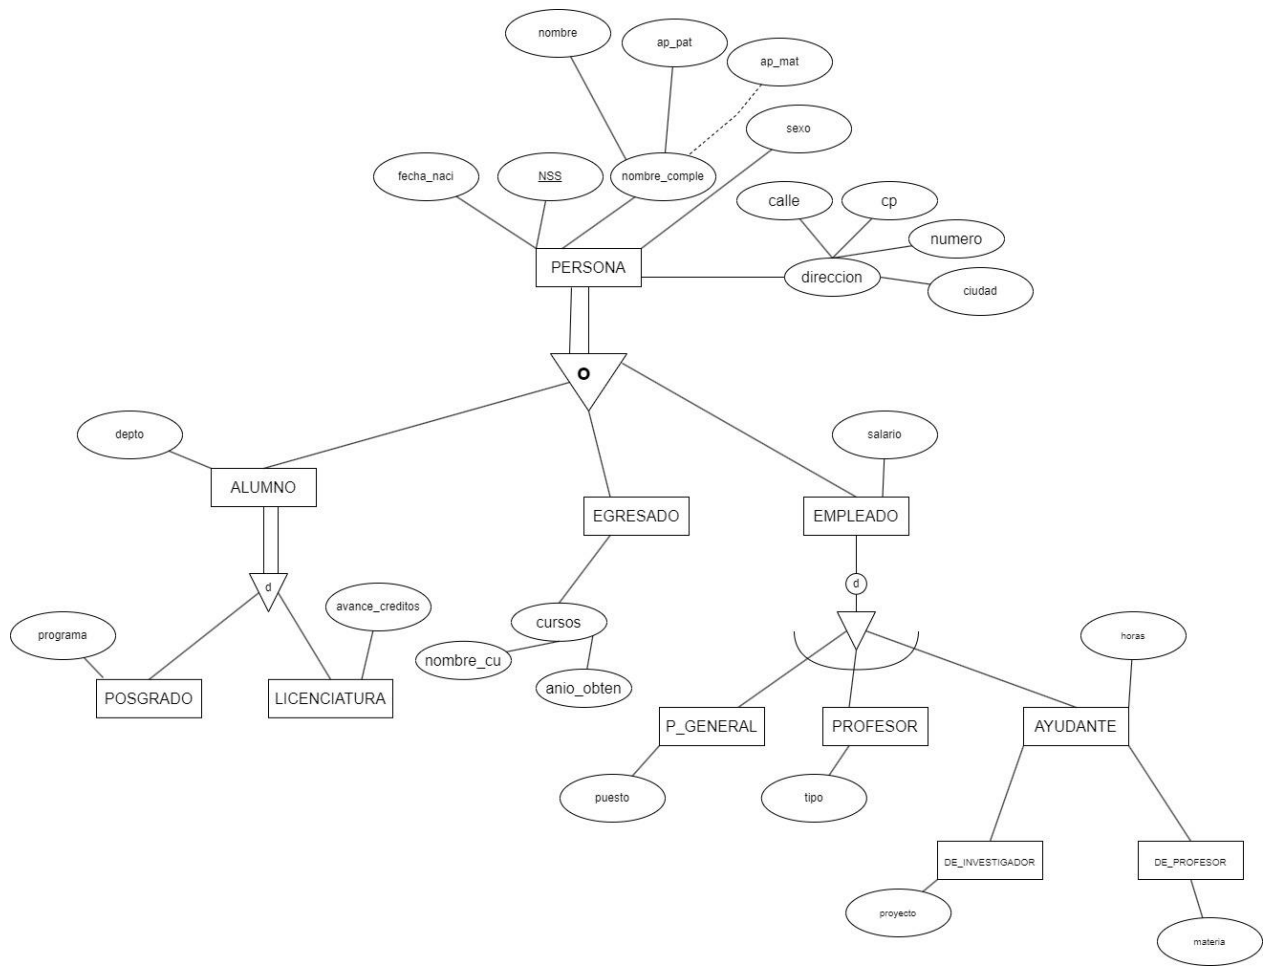 nombre
ap_pat
ap_mat
sexo
fecha_naci
NSS
nombre_comple
calle
cp
numero
PERSONA
direccion
ciudad
O
depto
salario
ALUMNO
EGRESADO
EMPLEADO
d
d
avance_creditos
programa
cursos
horas
nombre_cu
anio_obten
POSGRADO
LICENCIATURA
P_GENERAL
PROFESOR
AYUDANTE
puesto
tipo
DE_INVESTIGADOR
DE_PROFESOR
proyecto
materia